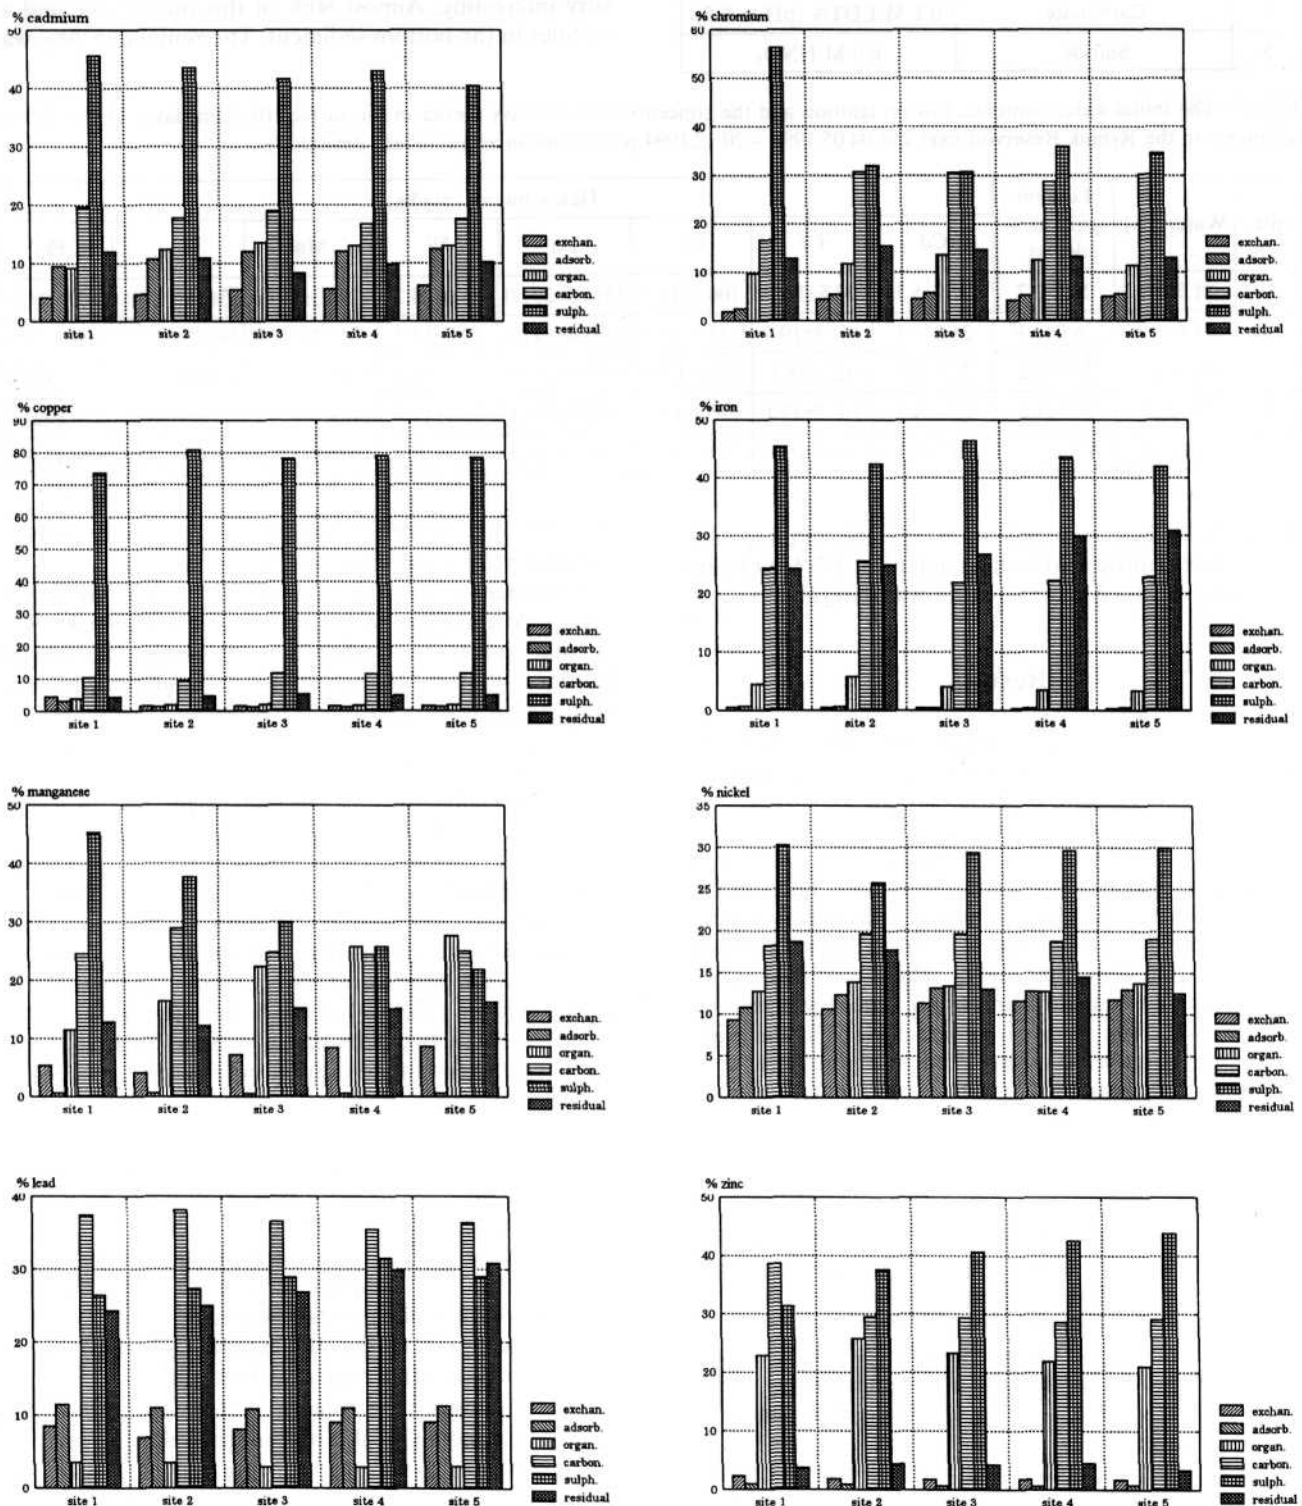 % cadmium
50
40
30
20
10
0
site 1 site 2 site 3 site 4 site 5
exchan.
adsorb.
organ.
carbon.
sulph.
residual
% chromium
60
50
40
30
20
10
0
site 1 site 2 site 3 site 4 site 5
exchan.
adsorb.
organ.
carbon.
sulph.
residual
% copper
90
80
70
60
50
40
30
20
10
0
site 1 site 2 site 3 site 4 site 5
exchan.
adsorb.
organ.
carbon.
sulph.
residual
% iron
50
40
30
20
10
0
site 1 site 2 site 3 site 4 site 5
exchan.
adsorb.
organ.
carbon.
sulph.
residual
% manganese
50
40
30
20
10
0
site 1 site 2 site 3 site 4 site 5
exchan.
adsorb.
organ.
carbon.
sulph.
residual
% nickel
35
30
25
20
15
10
5
0
site 1 site 2 site 3 site 4 site 5
exchan.
adsorb.
organ.
carbon.
sulph.
residual
% lead
40
30
20
10
0
site 1 site 2 site 3 site 4 site 5
exchan.
adsorb.
organ.
carbon.
sulph.
residual
% zinc
50
40
30
20
10
0
site 1 site 2 site 3 site 4 site 5
exchan.
adsorb.
organ.
carbon.
sulph.
residual